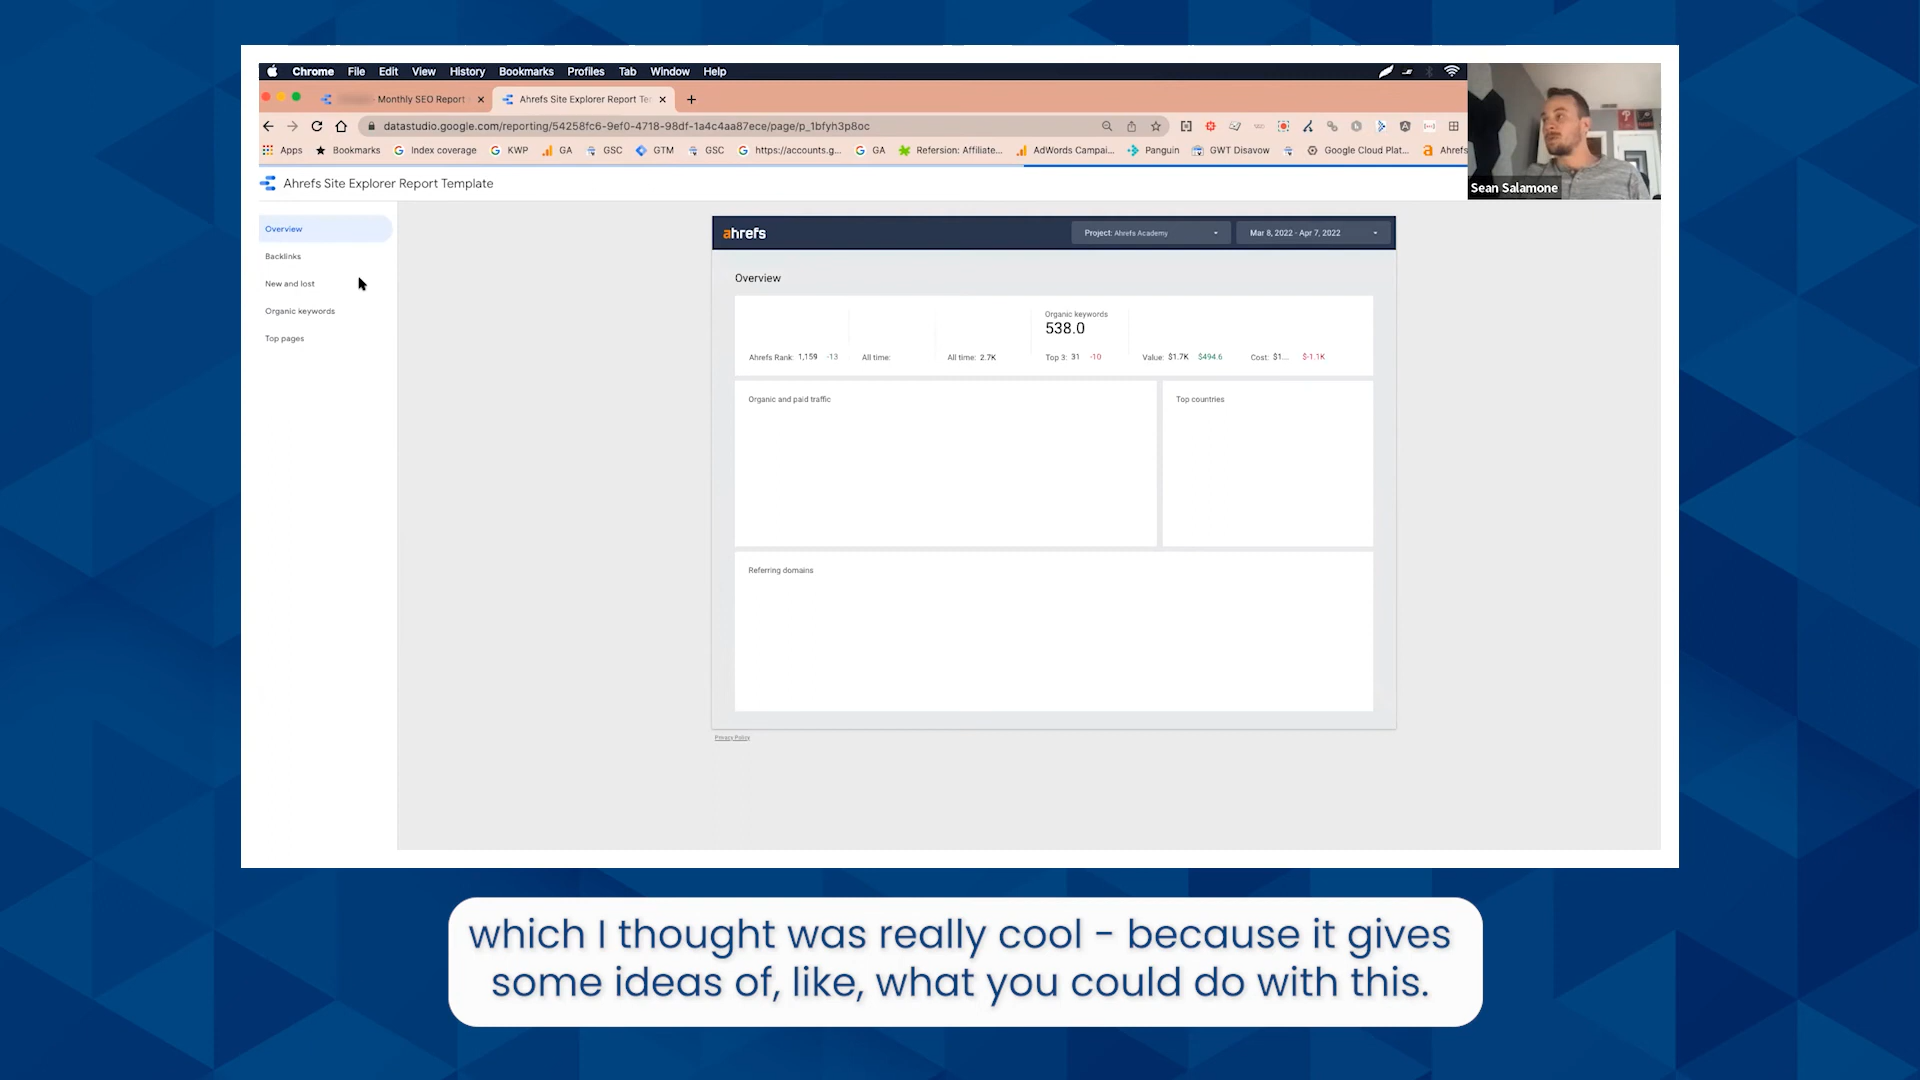 Chrome File Edit View History Bookmarks Profiles Tab Window Help
- Monthly SEO Report
Ahrefs Site Explorer Report Te
datastudio.google.com/reporting/54258fc6-9ef0-4718-98df-1a4c4aa87ece/page/p_1bfyh3p8oc
Apps Bookmarks Index coverage KWP GA GSC GTM GSC https://accounts.g... GA Refersion: Affiliate... AdWords Campai... Panguin GWT Disavow Google Cloud Plat... Ahrefs
Sean Salamone
Ahrefs Site Explorer Report Template
Overview
Backlinks
New and lost
Organic keywords
Top pages
ahrefs
Project: Ahrefs Academy
Mar 8, 2022 - Apr 7, 2022
Overview
Organic keywords
538.0
Ahrefs Rank: 1,159 -13 All time: All time: 2.7K Top 3: 31 -10 Value: $1.7K $494.6 Cost: $1... $-1.1K
Organic and paid traffic
Top countries
Referring domains
Privacy Policy
which I thought was really cool - because it gives
some ideas of, like, what you could do with this.